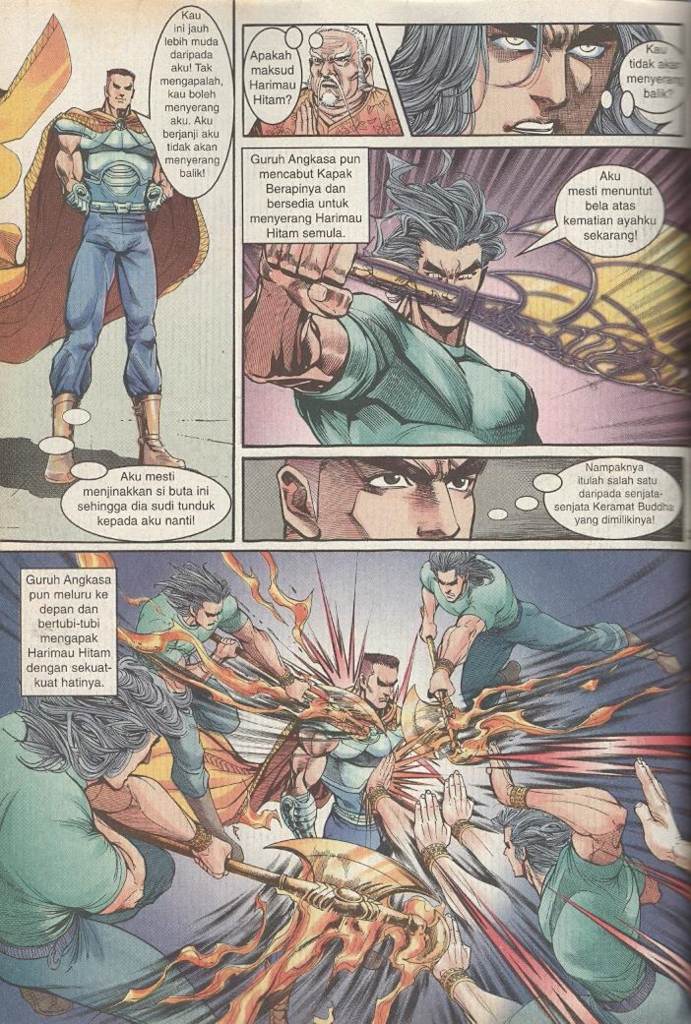 Kau
ini jauh
lebih muda
daripada
aku! Tak
mengapalah,
kau boleh
menyerang
aku. Aku
berjanji aku
tidak akan
menyerang
balik!
Aku mesti
menjinakkan si buta ini
sehingga dia sudi tunduk
kepada aku nanti!
Apakah
maksud
Harimau
Hitam?
Kau
tidak akan
menyerang
balik?
Guruh Angkasa pun
mencabut Kapak
Berapinya dan
bersedia untuk
menyerang Harimau
Hitam semula.
Aku
mesti menuntut
bela atas
kematian ayahku
sekarang!
Nampaknya
itulah salah satu
daripada senjata-
senjata Keramat Buddha
yang dimilikinya!
Guruh Angkasa
pun meluru ke
depan dan
bertubi-tubi
mengapak
Harimau Hitam
dengan sekuat-
kuat hatinya.